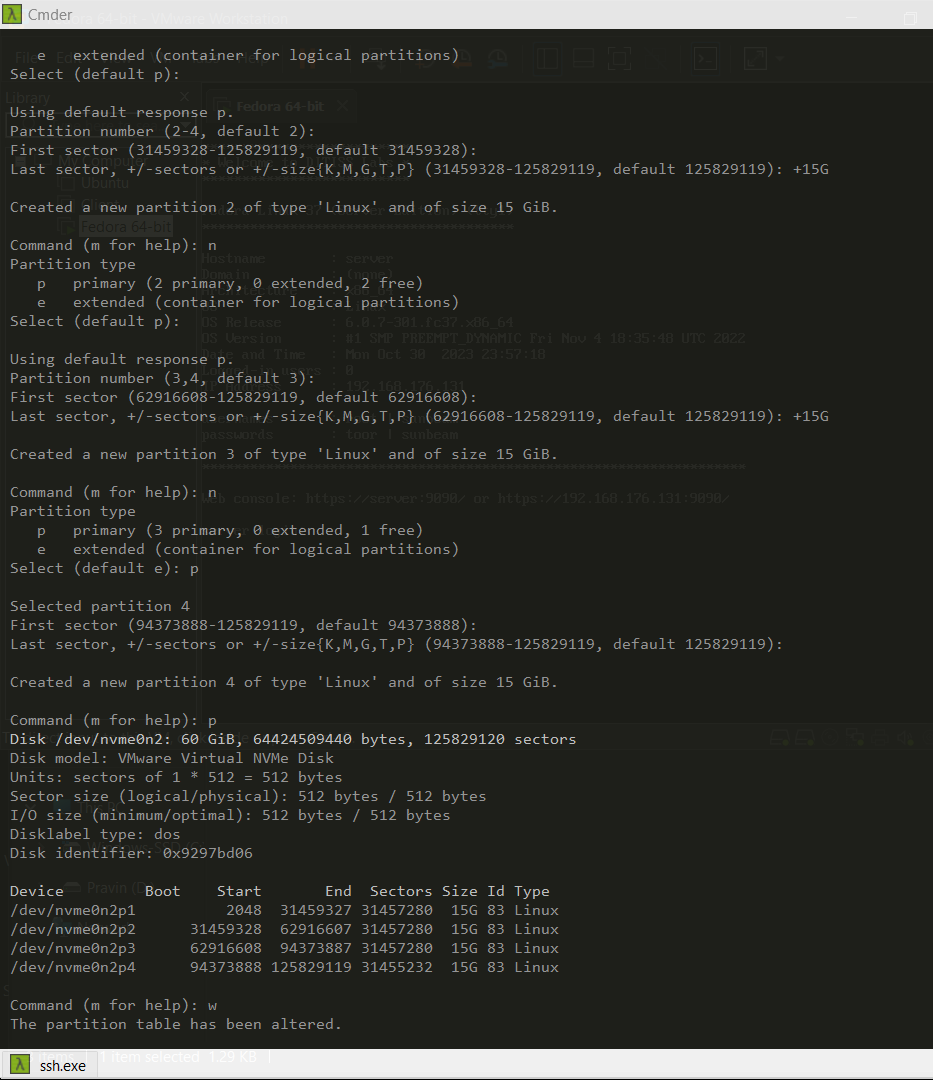 Cmder
e   extended (container for logical partitions)
Select (default p):
Using default response p.
Partition number (2-4, default 2):
First sector (31459328-125829119, default 31459328):
Last sector, +/-sectors or +/-size{K,M,G,T,P} (31459328-125829119, default 125829119): +15G
Created a new partition 2 of type 'Linux' and of size 15 GiB.
Command (m for help): n
Partition type
p   primary (2 primary, 0 extended, 2 free)
e   extended (container for logical partitions)
Select (default p):
Using default response p.
Partition number (3,4, default 3):
First sector (62916608-125829119, default 62916608):
Last sector, +/-sectors or +/-size{K,M,G,T,P} (62916608-125829119, default 125829119): +15G
Created a new partition 3 of type 'Linux' and of size 15 GiB.
Command (m for help): n
Partition type
p   primary (3 primary, 0 extended, 1 free)
e   extended (container for logical partitions)
Select (default e): p
Selected partition 4
First sector (94373888-125829119, default 94373888):
Last sector, +/-sectors or +/-size{K,M,G,T,P} (94373888-125829119, default 125829119):
Created a new partition 4 of type 'Linux' and of size 15 GiB.
Command (m for help): p
Disk /dev/nvme0n2: 60 GiB, 64424509440 bytes, 125829120 sectors
Disk model: VMware Virtual NVMe Disk
Units: sectors of 1 * 512 = 512 bytes
Sector size (logical/physical): 512 bytes / 512 bytes
I/O size (minimum/optimal): 512 bytes / 512 bytes
Disklabel type: dos
Disk identifier: 0x9297bd06
Device         Boot    Start       End  Sectors Size Id Type
/dev/nvme0n2p1          2048  31459327 31457280  15G 83 Linux
/dev/nvme0n2p2      31459328  62916607 31457280  15G 83 Linux
/dev/nvme0n2p3      62916608  94373887 31457280  15G 83 Linux
/dev/nvme0n2p4      94373888 125829119 31455232  15G 83 Linux
Command (m for help): w
The partition table has been altered.
ssh.exe